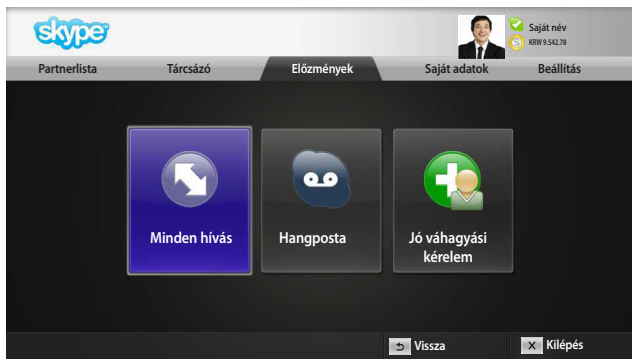 skype
Saját név
KRW 9.542.78
Partnerlista Tárcsázó Előzmények Saját adatok Beállítás
Minden hívás Hangposta Jó váhagyási
kérelem
Vissza Kilépés